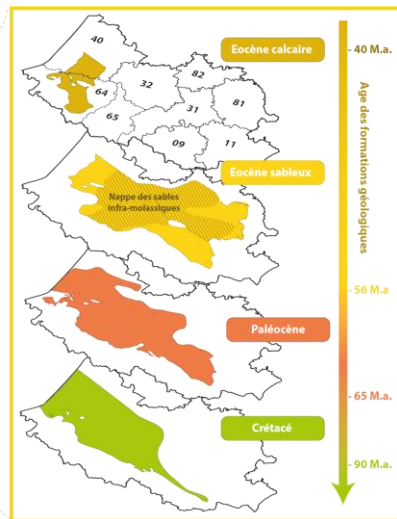 40
Eocène calcaire
40 M.a.
32
82
64
31
81
65
09
11
Age des formations géologiques
Eocène sableux
Nappe des sables
infra-molassiques
56 M.a
Paléocène
65 M.a.
Crétacé
90 M.a.